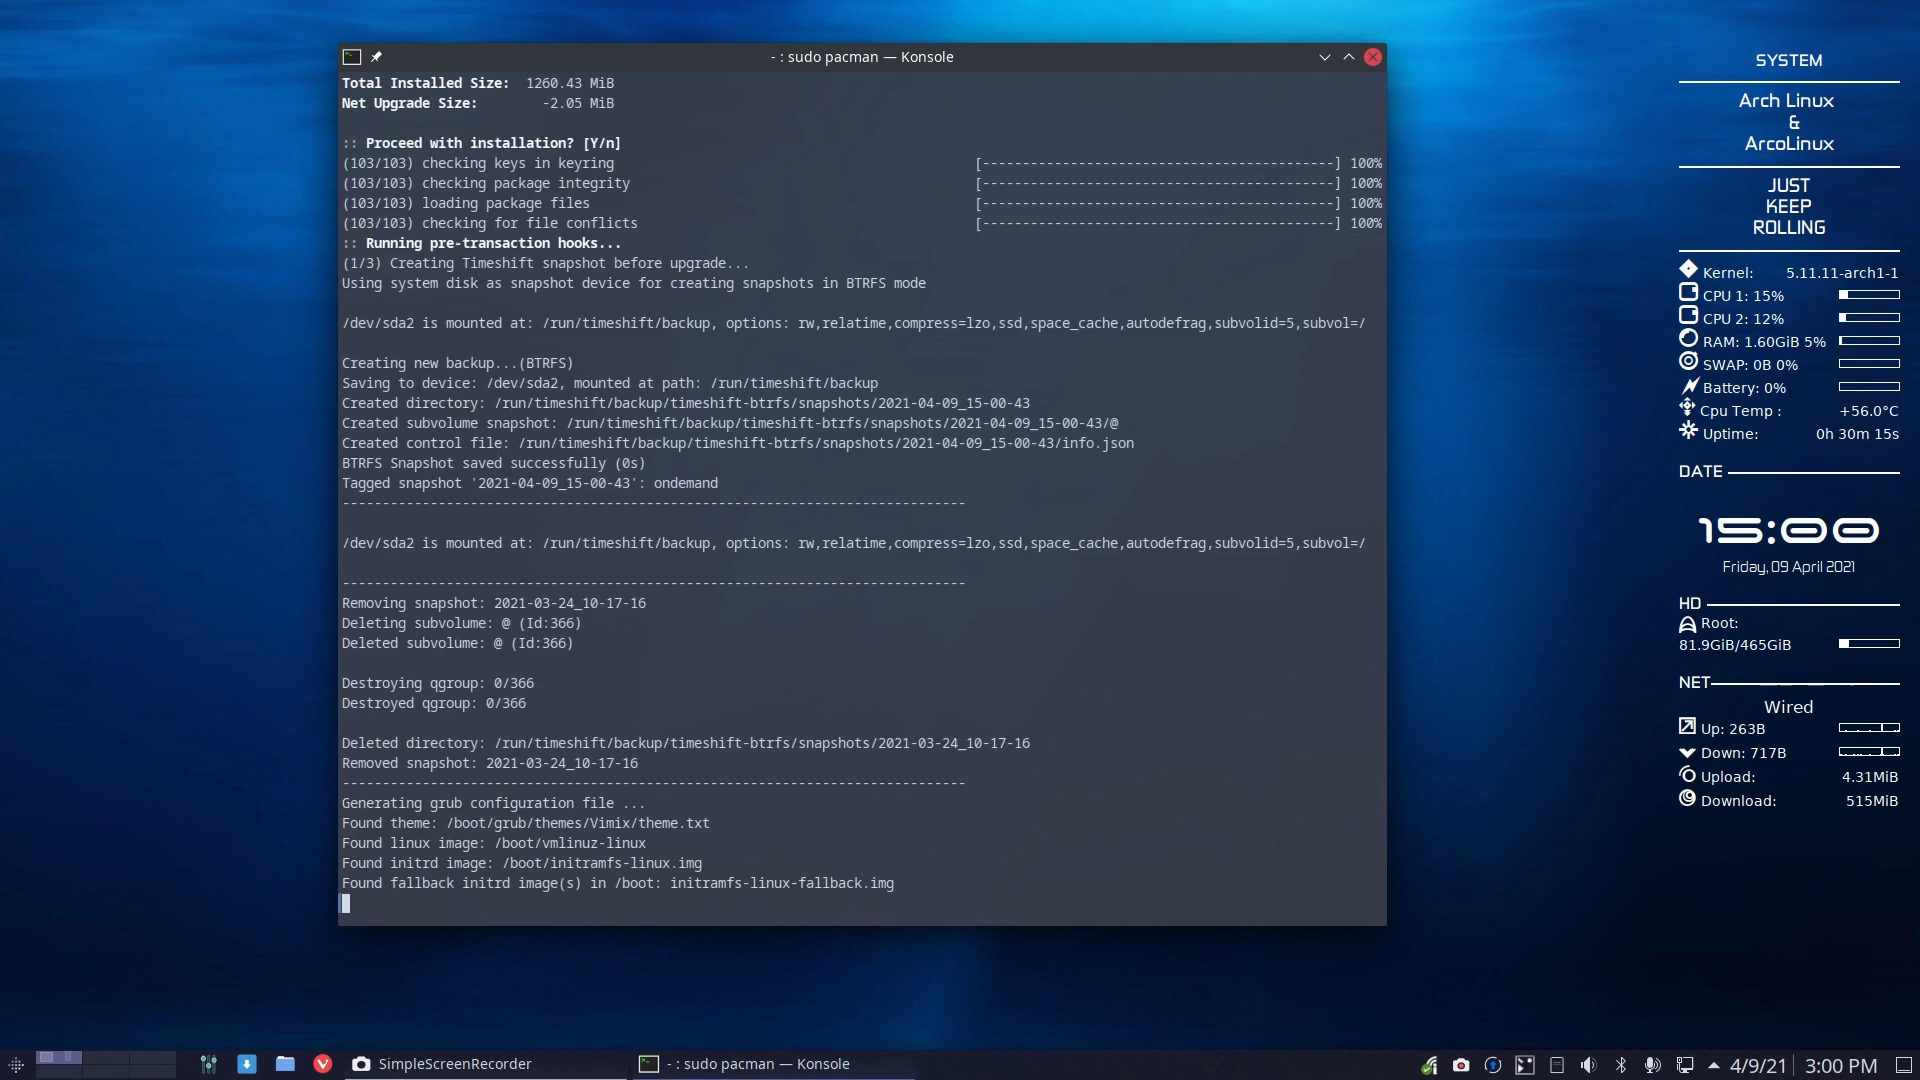 - : sudo pacman — Konsole
Total Installed Size:  1260.43 MiB
Net Upgrade Size:        -2.05 MiB
:: Proceed with installation? [Y/n]
(103/103) checking keys in keyring [--------------------------------------------] 100%
(103/103) checking package integrity [--------------------------------------------] 100%
(103/103) loading package files [--------------------------------------------] 100%
(103/103) checking for file conflicts [--------------------------------------------] 100%
:: Running pre-transaction hooks...
(1/3) Creating Timeshift snapshot before upgrade...
Using system disk as snapshot device for creating snapshots in BTRFS mode
/dev/sda2 is mounted at: /run/timeshift/backup, options: rw,relatime,compress=lzo,ssd,space_cache,autodefrag,subvolid=5,subvol=/
Creating new backup...(BTRFS)
Saving to device: /dev/sda2, mounted at path: /run/timeshift/backup
Created directory: /run/timeshift/backup/timeshift-btrfs/snapshots/2021-04-09_15-00-43
Created subvolume snapshot: /run/timeshift/backup/timeshift-btrfs/snapshots/2021-04-09_15-00-43/@
Created control file: /run/timeshift/backup/timeshift-btrfs/snapshots/2021-04-09_15-00-43/info.json
BTRFS Snapshot saved successfully (0s)
Tagged snapshot '2021-04-09_15-00-43': ondemand
------------------------------------------------------------------------------
/dev/sda2 is mounted at: /run/timeshift/backup, options: rw,relatime,compress=lzo,ssd,space_cache,autodefrag,subvolid=5,subvol=/
------------------------------------------------------------------------------
Removing snapshot: 2021-03-24_10-17-16
Deleting subvolume: @ (Id:366)
Deleted subvolume: @ (Id:366)
Destroying qgroup: 0/366
Destroyed qgroup: 0/366
Deleted directory: /run/timeshift/backup/timeshift-btrfs/snapshots/2021-03-24_10-17-16
Removed snapshot: 2021-03-24_10-17-16
------------------------------------------------------------------------------
Generating grub configuration file ...
Found theme: /boot/grub/themes/Vimix/theme.txt
Found linux image: /boot/vmlinuz-linux
Found initrd image: /boot/initramfs-linux.img
Found fallback initrd image(s) in /boot: initramfs-linux-fallback.img
SYSTEM
Arch Linux
&
ArcoLinux
JUST
KEEP
ROLLING
Kernel: 5.11.11-arch1-1
CPU 1: 15%
CPU 2: 12%
RAM: 1.60GiB 5%
SWAP: 0B 0%
Battery: 0%
Cpu Temp : +56.0°C
Uptime: 0h 30m 15s
DATE
15:00
Friday, 09 April 2021
HD
Root:
81.9GiB/465GiB
NET
Wired
Up: 263B
Down: 717B
Upload: 4.31MiB
Download: 515MiB
SimpleScreenRecorder
- : sudo pacman — Konsole
4/9/21
3:00 PM